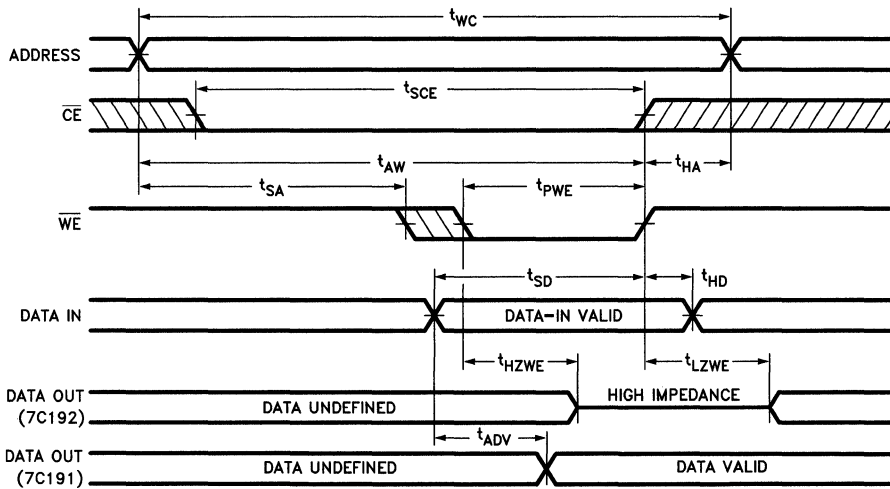 tWC
ADDRESS
tSCE
CE
tAW
tHA
tSA
tPWE
WE
tSD
tHD
DATA IN
DATA-IN VALID
tHZWE
tLZWE
DATA OUT
(7C192)
DATA UNDEFINED
HIGH IMPEDANCE
tADV
DATA OUT
(7C191)
DATA UNDEFINED
DATA VALID